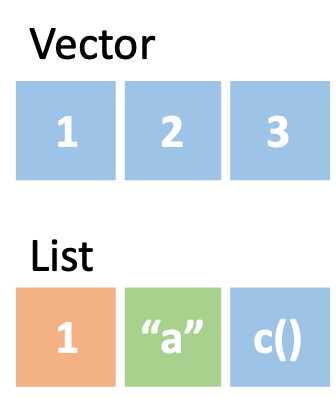 Vector
1 2 3
List
1 “a” c()